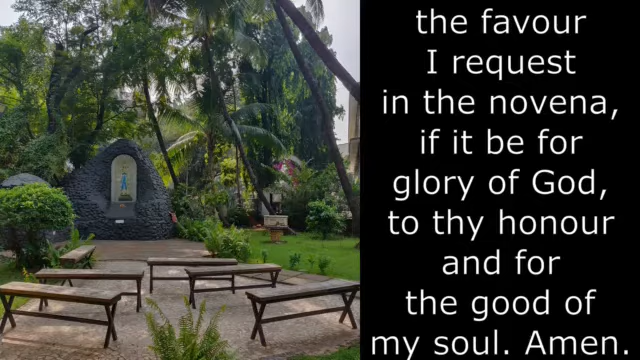 the favour
I request
in the novena,
if it be for
glory of God,
to thy honour
and for
the good of
my soul. Amen.